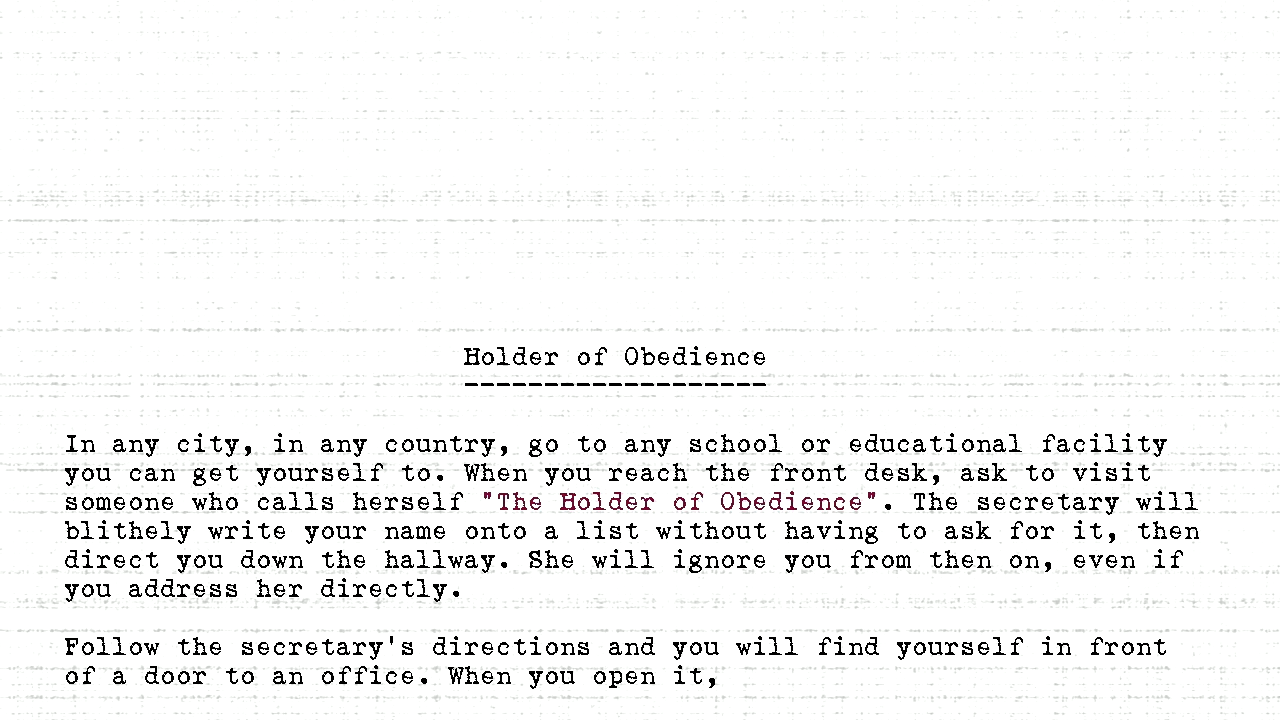 Holder of Obedience
-------------------
In any city, in any country, go to any school or educational facility
you can get yourself to. When you reach the front desk, ask to visit
someone who calls herself "The Holder of Obedience". The secretary will
blithely write your name onto a list without having to ask for it, then
direct you down the hallway. She will ignore you from then on, even if
you address her directly.
Follow the secretary's directions and you will find yourself in front
of a door to an office. When you open it,